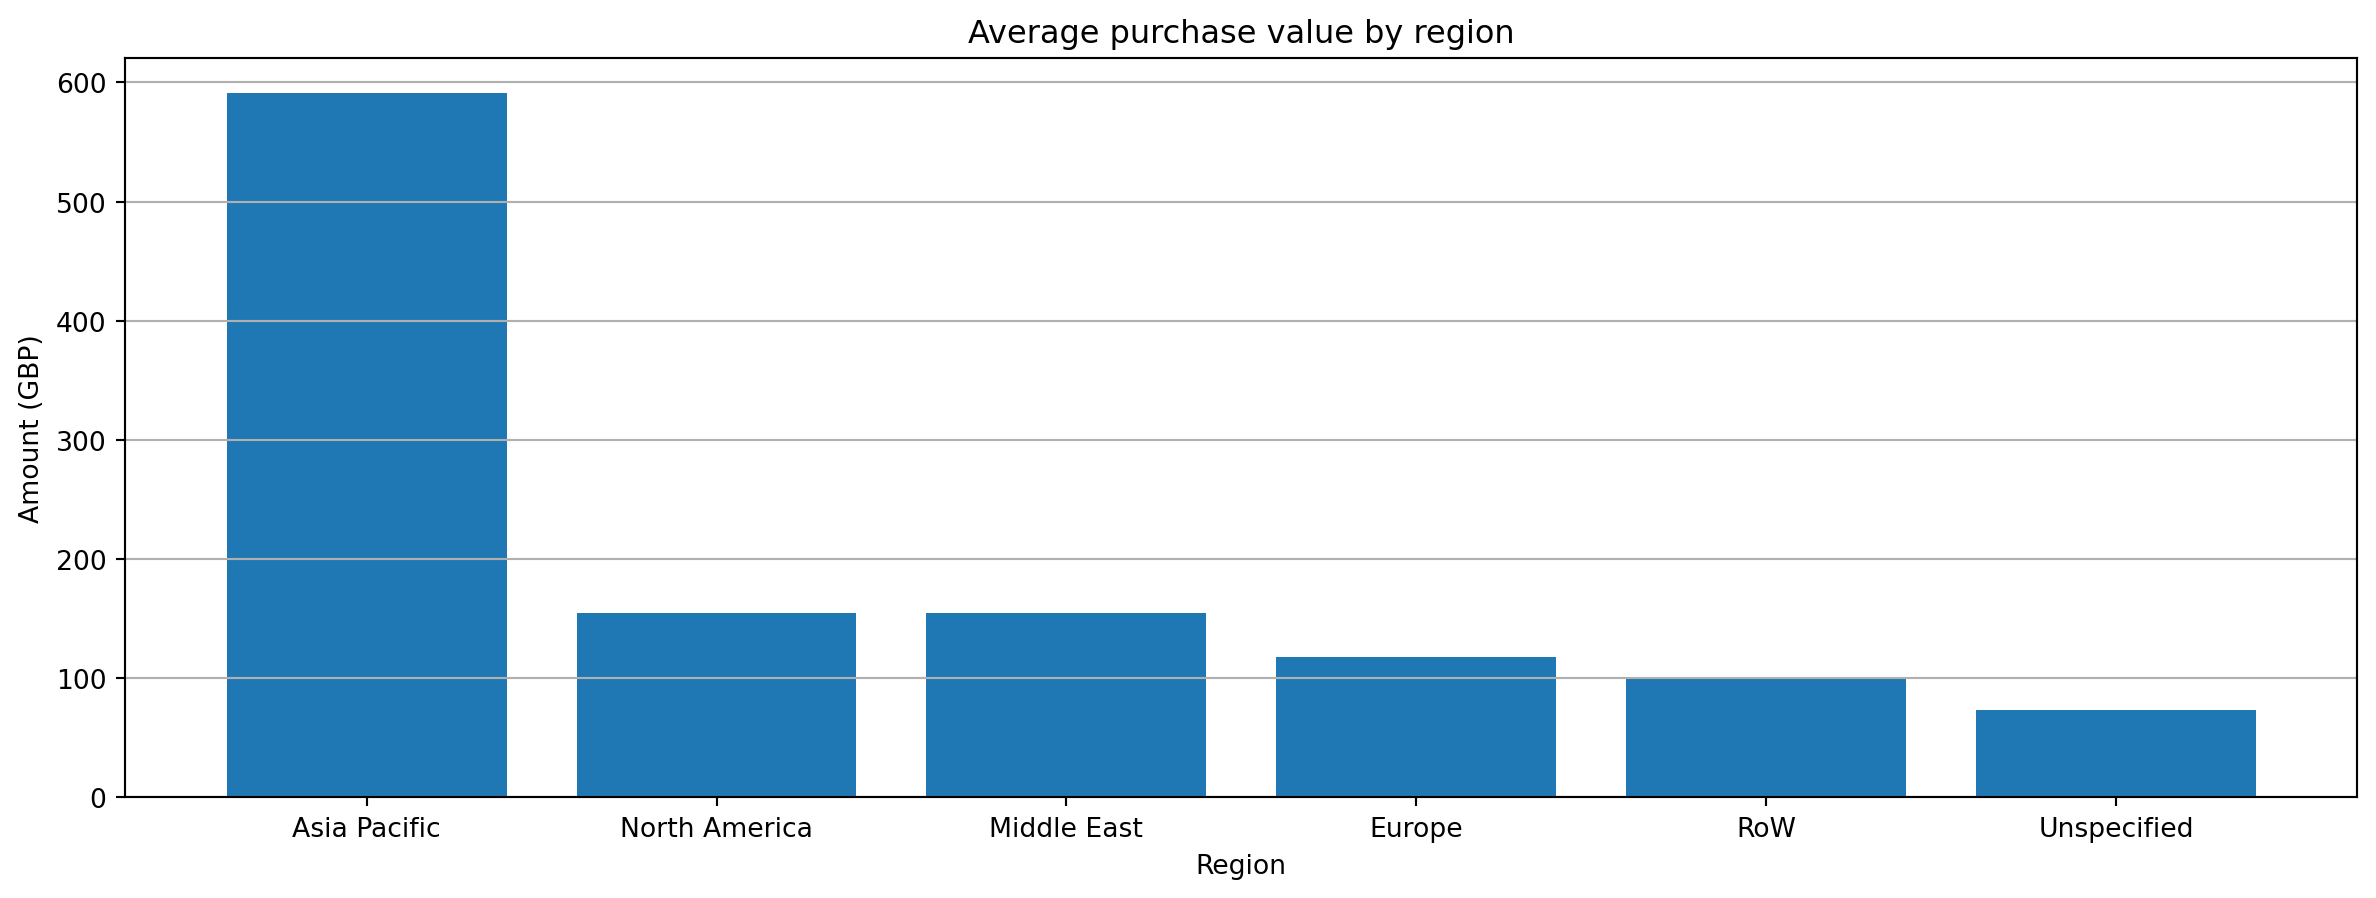 Average purchase value by region
Amount (GBP)
600
500
400
300
200
100
0
Asia Pacific
North America
Middle East
Europe
RoW
Unspecified
Region